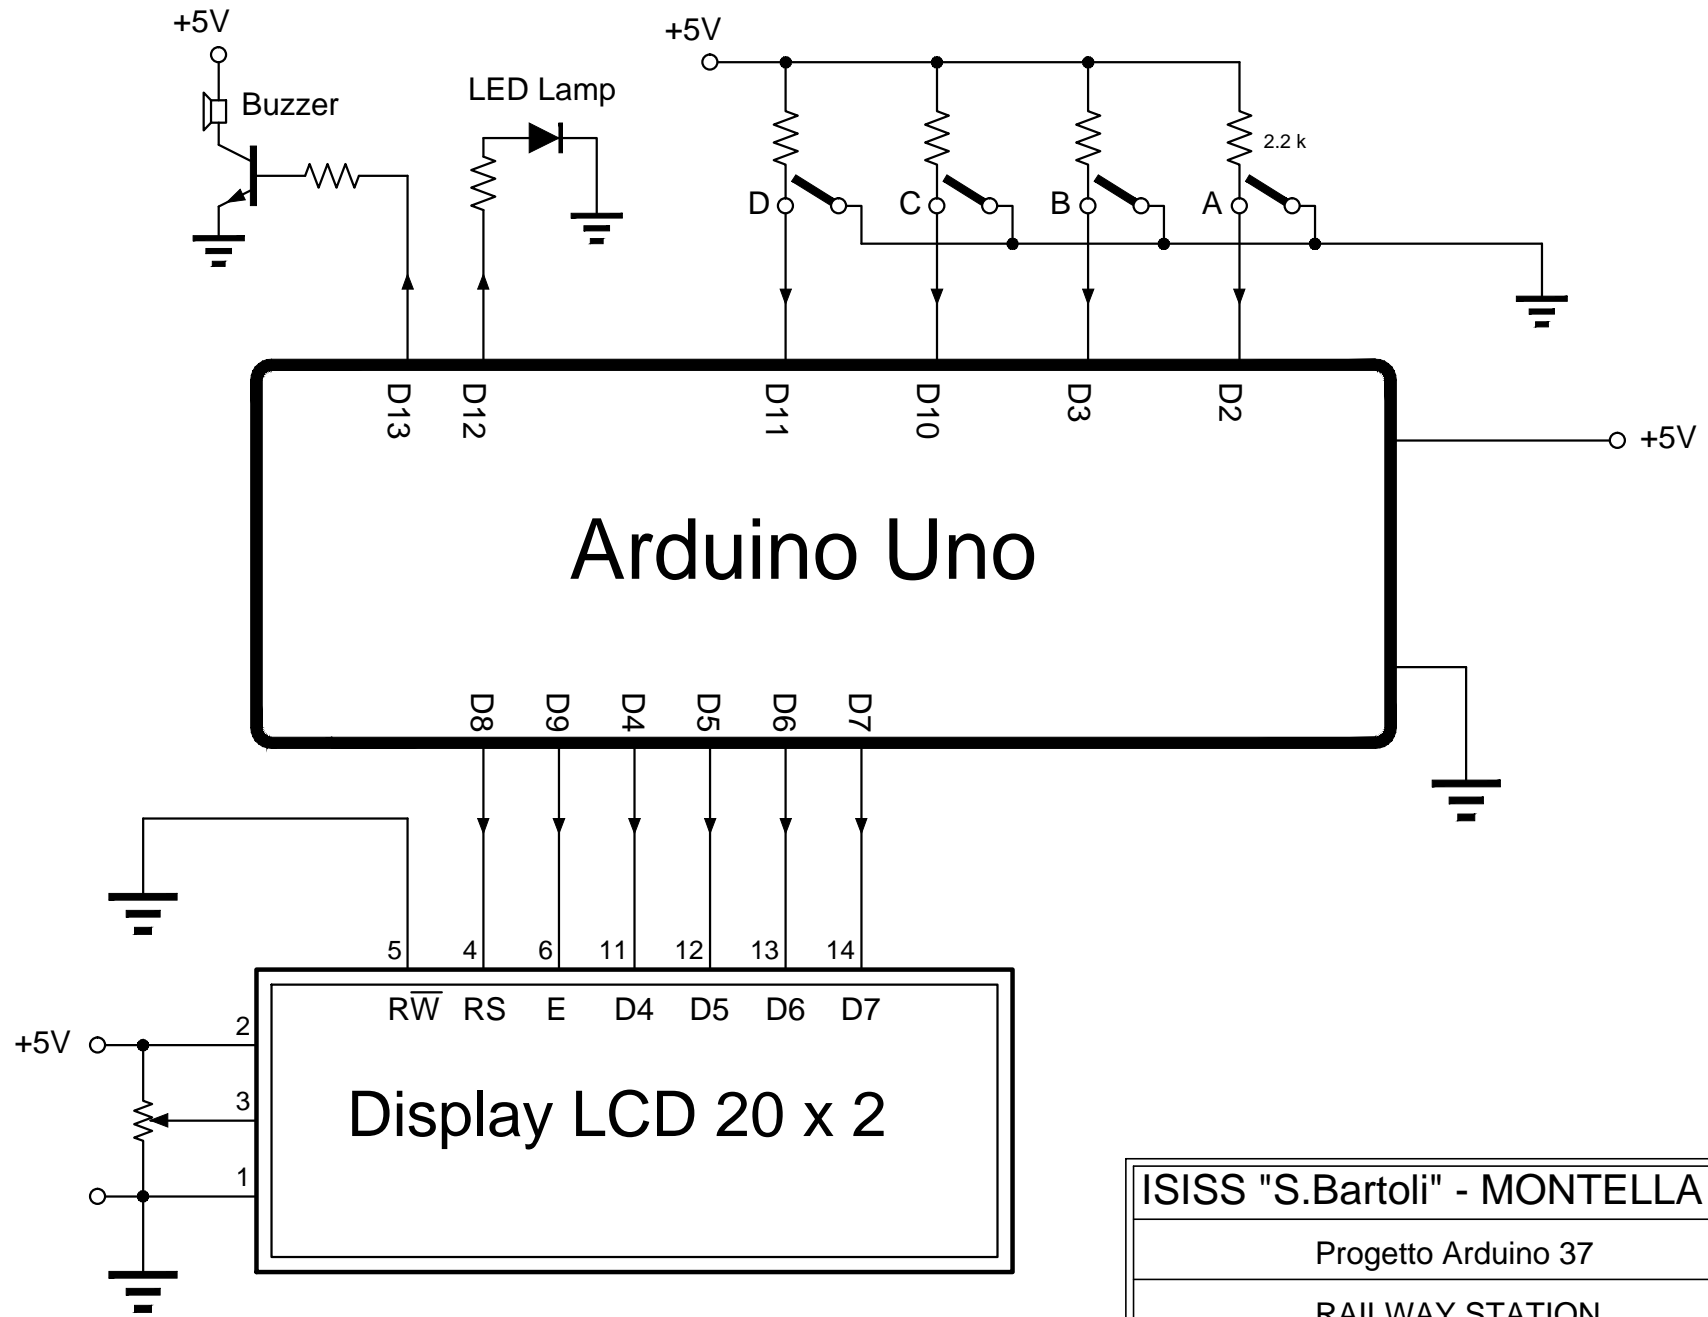 +5V
+5V
Buzzer
LED Lamp
2.2 k
D
C
B
A
D13
D12
D11
D10
D3
D2
+5V
Arduino Uno
D8
D9
D4
D5
D6
D7
5
4
6
11
12
13
14
RW̅
RS
E
D4
D5
D6
D7
2
+5V
3
Display LCD 20 x 2
1
ISISS "S.Bartoli" - MONTELLA
Progetto Arduino 37
RAILWAY STATION